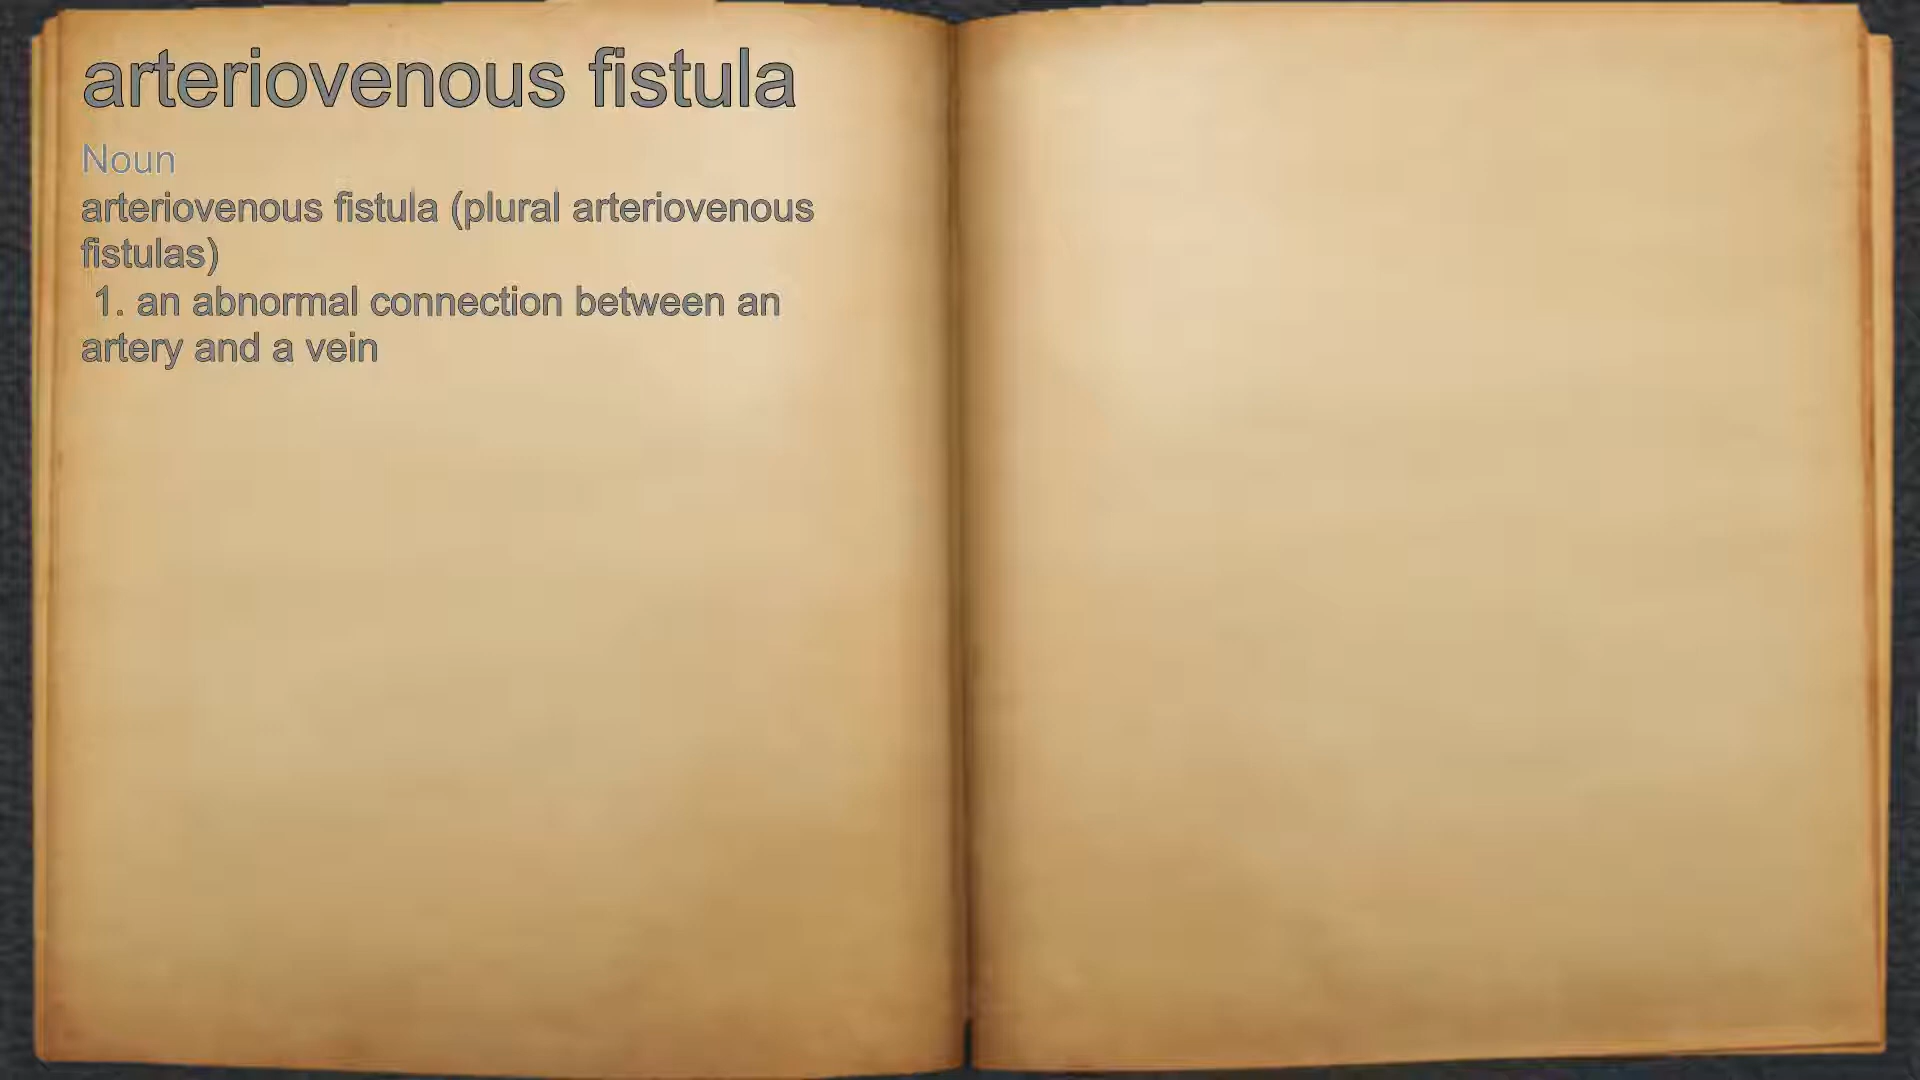 arteriovenous fistula
Noun
arteriovenous fistula (plural arteriovenous
fistulas)
1. an abnormal connection between an
artery and a vein